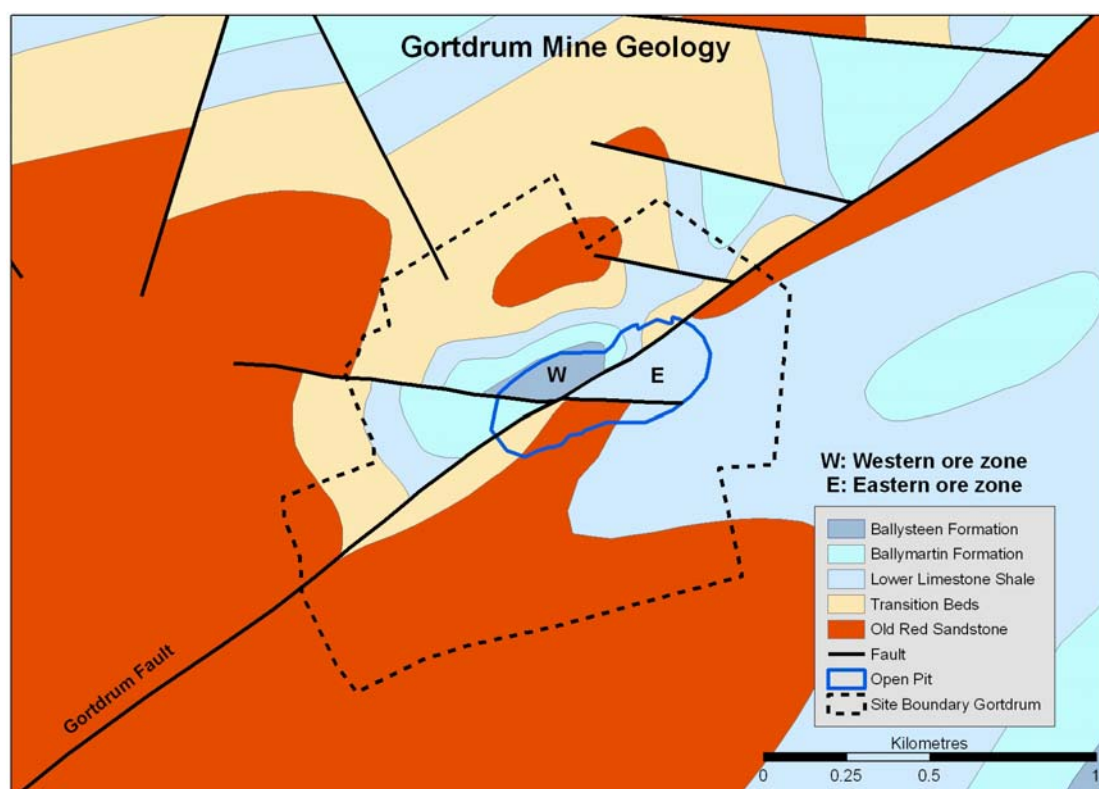 Gortdrum Mine Geology
W
E
Gortdrum Fault
W: Western ore zone
E: Eastern ore zone
Ballysteen Formation
Ballymartin Formation
Lower Limestone Shale
Transition Beds
Old Red Sandstone
Fault
Open Pit
Site Boundary Gortdrum
Kilometres
0 0.25 0.5 1